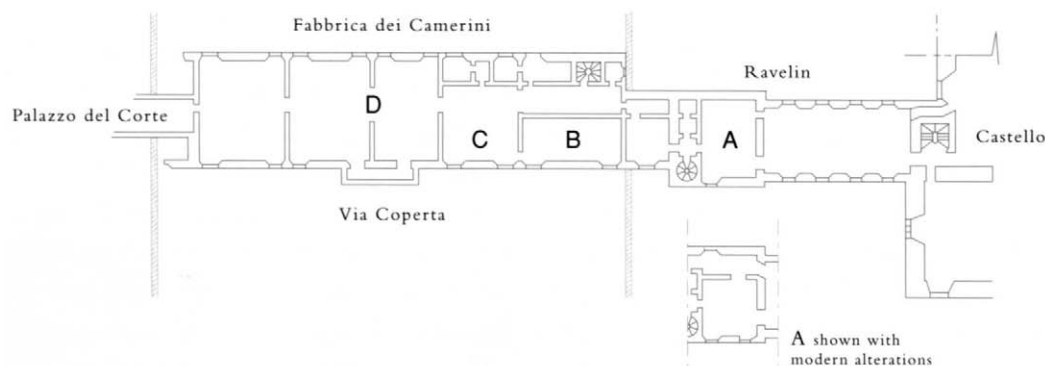 Fabbrica dei Camerini
Ravelin
Palazzo del Corte
D
C
B
A
Castello
Via Coperta
A shown with
modern alterations